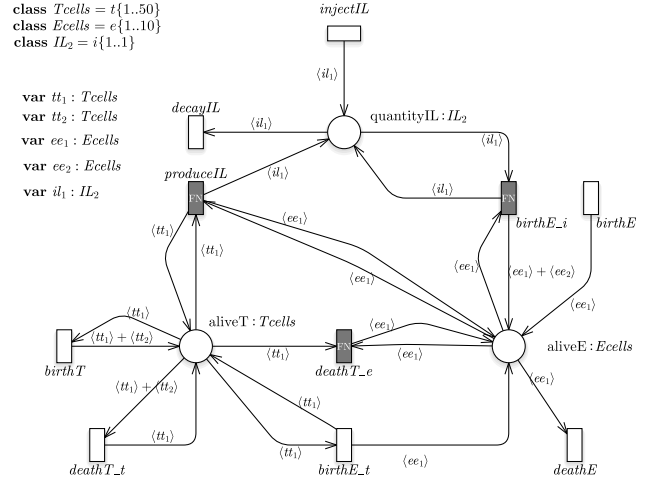 class Tcells = t{1..50}
class Ecells = e{1..10}
class IL₂ = i{1..1}
var tt₁ : Tcells
var tt₂ : Tcells
var ee₁ : Ecells
var ee₂ : Ecells
var il₁ : IL₂
injectIL
⟨il₁⟩
decayIL
⟨il₁⟩
quantityIL : IL₂
⟨il₁⟩
produceIL
FN
⟨il₁⟩
⟨il₁⟩
FN
birthE_i
birthE
⟨tt₁⟩
⟨tt₁⟩
⟨ee₁⟩
⟨ee₁⟩
⟨ee₁⟩
⟨ee₁⟩ + ⟨ee₂⟩
⟨ee₁⟩
aliveT : Tcells
⟨tt₁⟩
⟨tt₁⟩ + ⟨tt₂⟩
birthT
⟨tt₁⟩
FN
deathT_e
⟨ee₁⟩
⟨ee₁⟩
aliveE : Ecells
⟨ee₁⟩
⟨tt₁⟩ + ⟨tt₂⟩
⟨tt₁⟩
deathT_t
⟨tt₁⟩
⟨tt₁⟩
birthE_t
⟨ee₁⟩
deathE